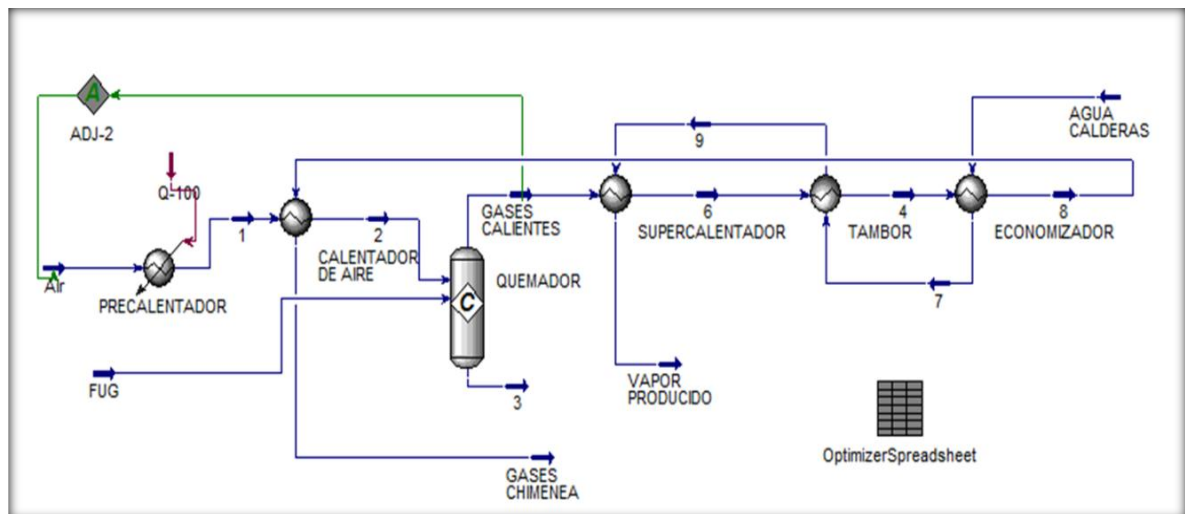 A
ADJ-2
Q-100
Air
PRECALENTADOR
1
CALENTADOR
DE AIRE
2
FUG
GASES
CALIENTES
QUEMADOR
C
3
GASES
CHIMENEA
9
6
SUPERCALENTADOR
VAPOR
PRODUCIDO
TAMBOR
4
7
AGUA
CALDERAS
8
ECONOMIZADOR
OptimizerSpreadsheet